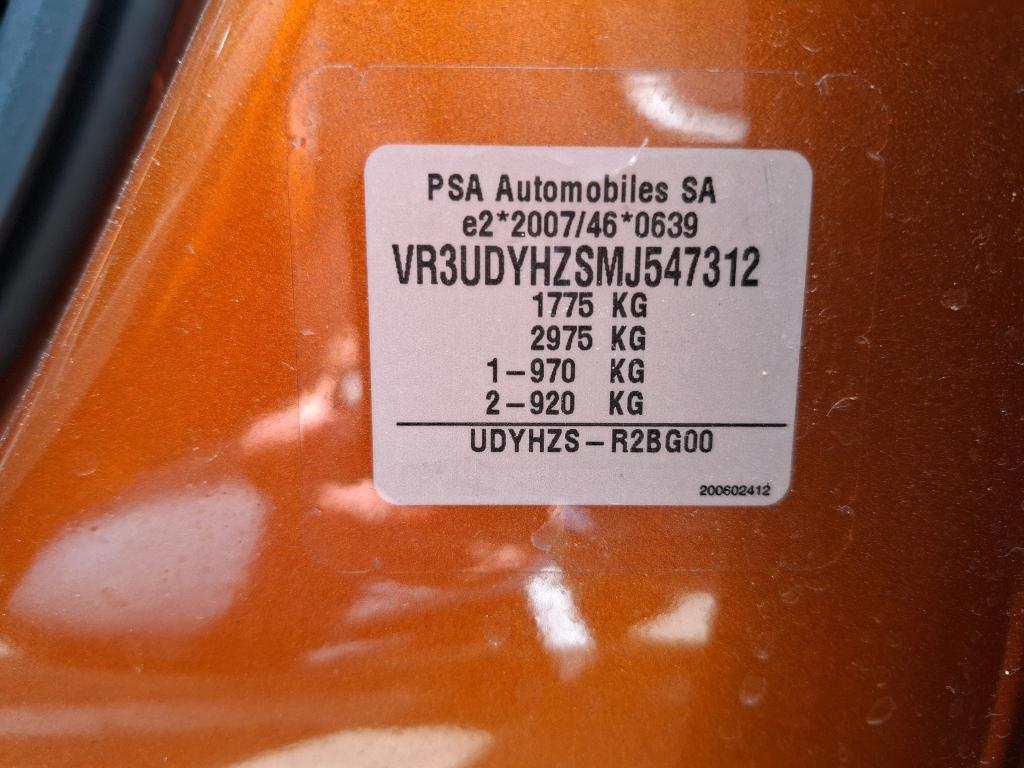 PSA Automobiles SA
e2*2007/46*0639
VR3UDYHZSMJ547312
1775 KG
2975 KG
1-970 KG
2-920 KG
UDYHZS-R2BG00
200602412